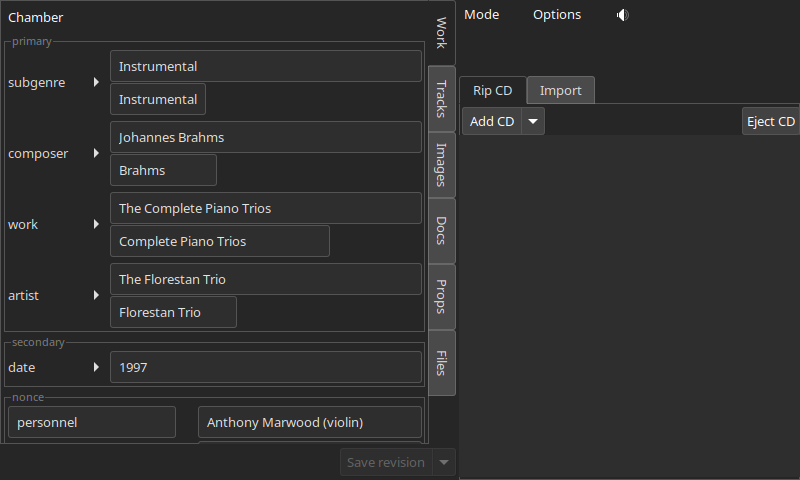 Chamber
primary
subgenre
Instrumental
Instrumental
composer
Johannes Brahms
Brahms
work
The Complete Piano Trios
Complete Piano Trios
artist
The Florestan Trio
Florestan Trio
secondary
date
1997
nonce
personnel
Anthony Marwood (violin)
Save revision
Work
Tracks
Images
Docs
Props
Files
Mode Options
Rip CD Import
Add CD Eject CD